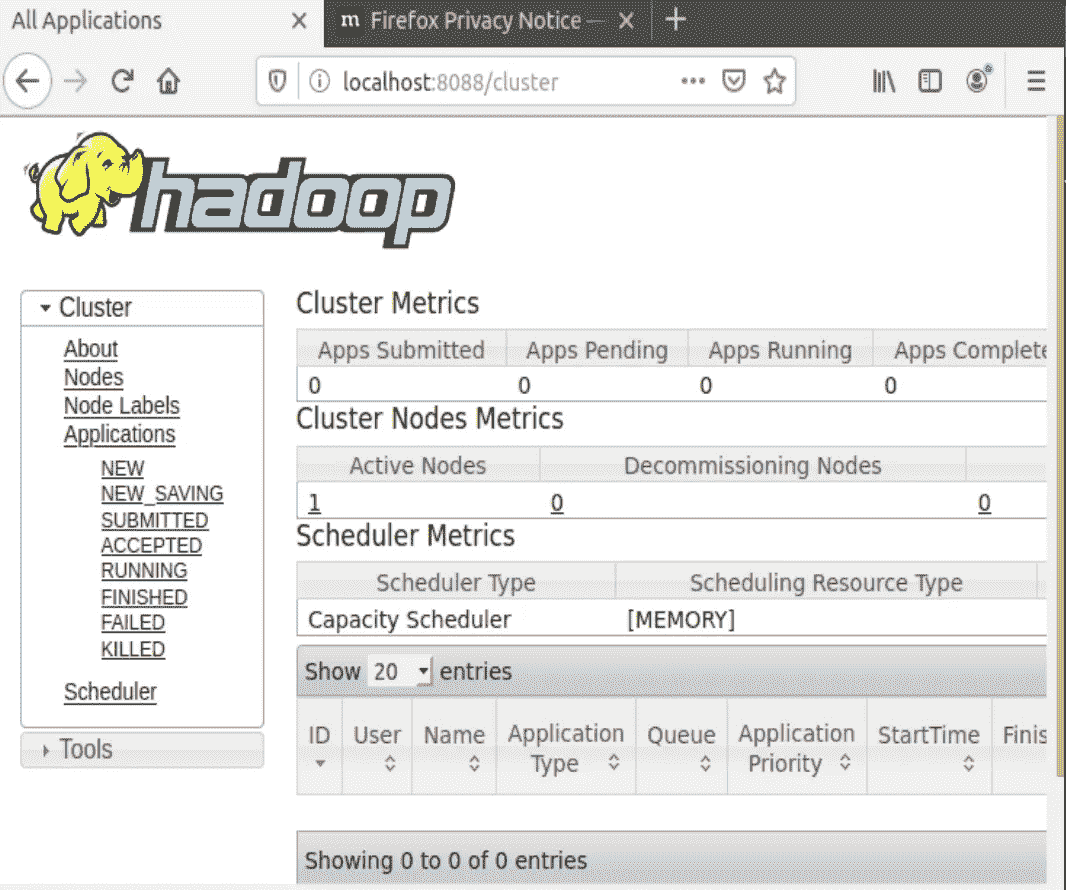 All Applications
m Firefox Privacy Notice —
localhost:8088/cluster
hadoop
Cluster
About
Nodes
Node Labels
Applications
NEW
NEW_SAVING
SUBMITTED
ACCEPTED
RUNNING
FINISHED
FAILED
KILLED
Scheduler
Tools
Cluster Metrics
Apps Submitted Apps Pending Apps Running Apps Complete
0 0 0 0
Cluster Nodes Metrics
Active Nodes Decommissioning Nodes
1 0 0
Scheduler Metrics
Scheduler Type Scheduling Resource Type
Capacity Scheduler [MEMORY]
Show 20 entries
ID User Name Application Type Queue Application Priority StartTime Finis
Showing 0 to 0 of 0 entries